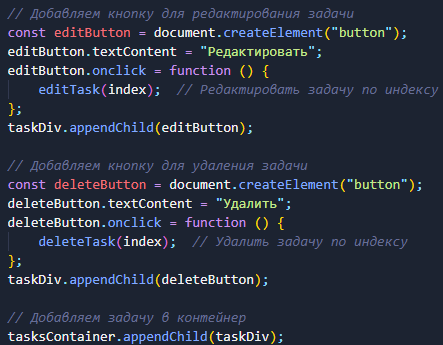 // Добавляем кнопку для редактирования задачи
const editButton = document.createElement("button");
editButton.textContent = "Редактировать";
editButton.onclick = function () {
    editTask(index);  // Редактировать задачу по индексу
};
taskDiv.appendChild(editButton);

// Добавляем кнопку для удаления задачи
const deleteButton = document.createElement("button");
deleteButton.textContent = "Удалить";
deleteButton.onclick = function () {
    deleteTask(index);  // Удалить задачу по индексу
};
taskDiv.appendChild(deleteButton);

// Добавляем задачу в контейнер
tasksContainer.appendChild(taskDiv);